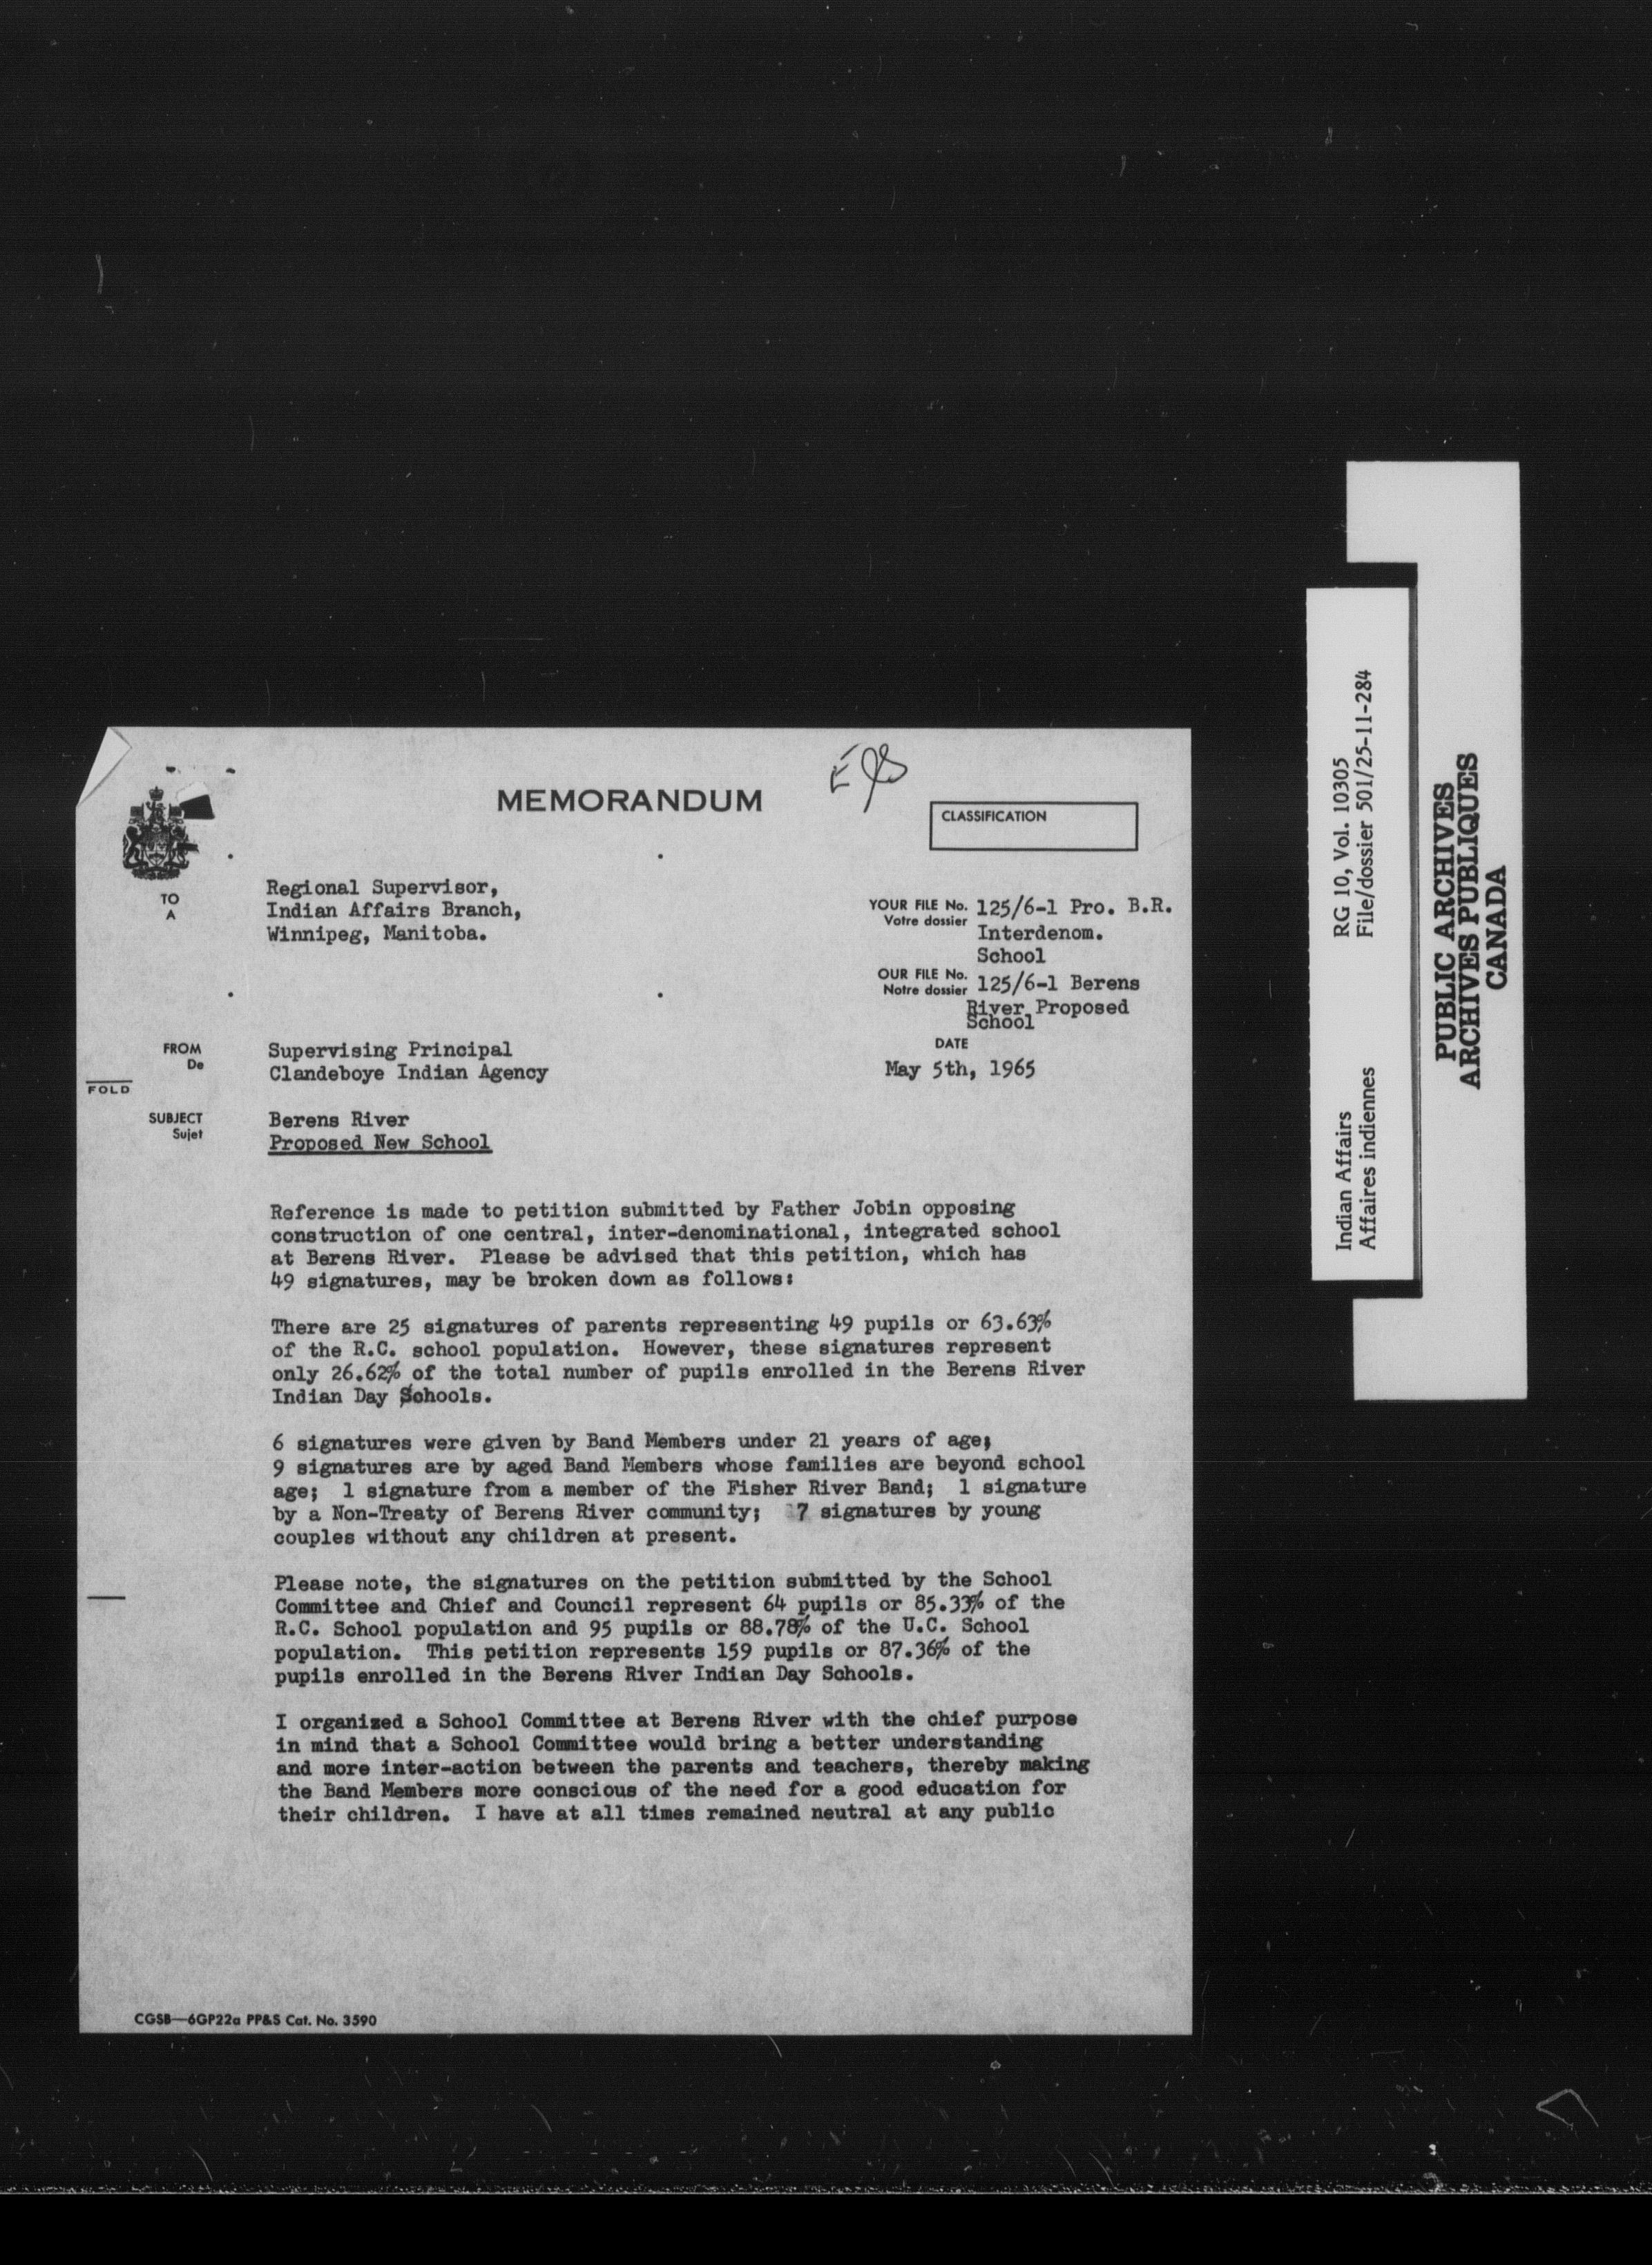 MEMORANDUM
CLASSIFICATION
TO
A
Regional Supervisor,
Indian Affairs Branch,
Winnipeg, Manitoba.
YOUR FILE No. 125/6-1 Pro. B.R.
Votre dossier
Interdenom.
School
OUR FILE No. 125/6-1 Berens
Notre dossier
River Proposed
School
FROM
De
Supervising Principal
Clandeboye Indian Agency
DATE
May 5th, 1965
FOLD
SUBJECT
Sujet
Berens River
Proposed New School
Reference is made to petition submitted by Father Jobin opposing
construction of one central, inter-denominational, integrated school
at Berens River. Please be advised that this petition, which has
49 signatures, may be broken down as follows:
There are 25 signatures of parents representing 49 pupils or 63.63%
of the R.C. school population. However, these signatures represent
only 26.62% of the total number of pupils enrolled in the Berens River
Indian Day Schools.
6 signatures were given by Band Members under 21 years of age;
9 signatures are by aged Band Members whose families are beyond school
age; 1 signature from a member of the Fisher River Band; 1 signature
by a Non-Treaty of Berens River community; 7 signatures by young
couples without any children at present.
Please note, the signatures on the petition submitted by the School
Committee and Chief and Council represent 64 pupils or 85.33% of the
R.C. School population and 95 pupils or 88.78% of the U.C. School
population. This petition represents 159 pupils or 87.36% of the
pupils enrolled in the Berens River Indian Day Schools.
I organized a School Committee at Berens River with the chief purpose
in mind that a School Committee would bring a better understanding
and more inter-action between the parents and teachers, thereby making
the Band Members more conscious of the need for a good education for
their children. I have at all times remained neutral at any public
CGSB—6GP22a PP&S Cat. No. 3590
Indian Affairs RG 10, Vol. 10305
Affaires indiennes File/dossier 501/25-11-284
PUBLIC ARCHIVES
ARCHIVES PUBLIQUES
CANADA